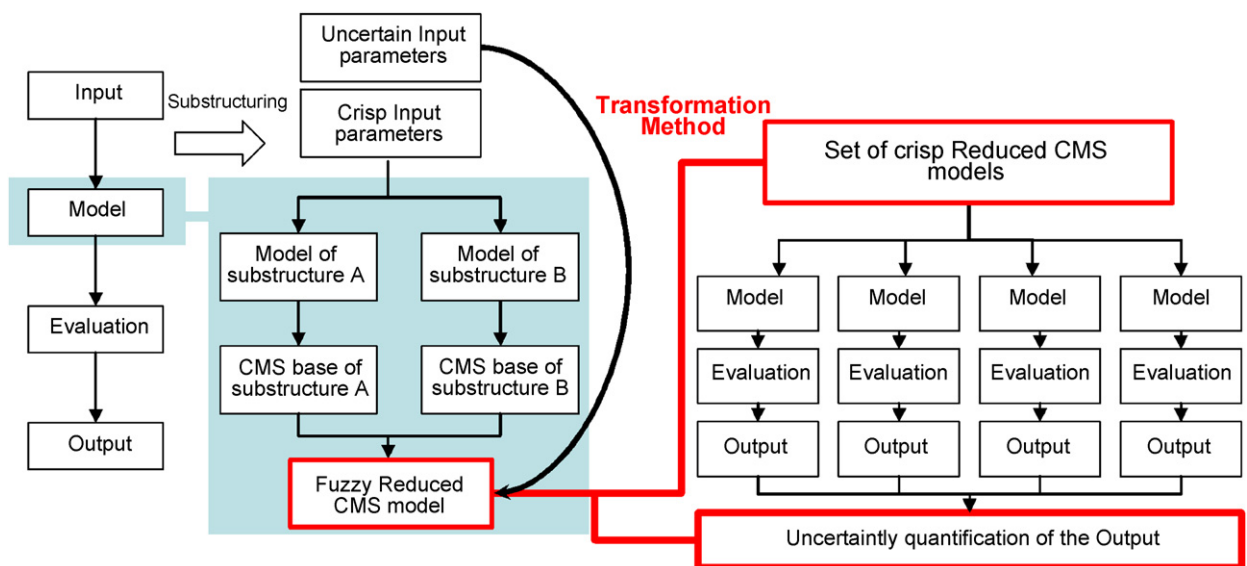 Input
Model
Evaluation
Output
Substructuring
Uncertain Input
parameters
Crisp Input
parameters
Model of
substructure A
Model of
substructure B
CMS base of
substructure A
CMS base of
substructure B
Fuzzy Reduced
CMS model
Transformation
Method
Set of crisp Reduced CMS
models
Model
Model
Model
Model
Evaluation
Evaluation
Evaluation
Evaluation
Output
Output
Output
Output
Uncertaintly quantification of the Output